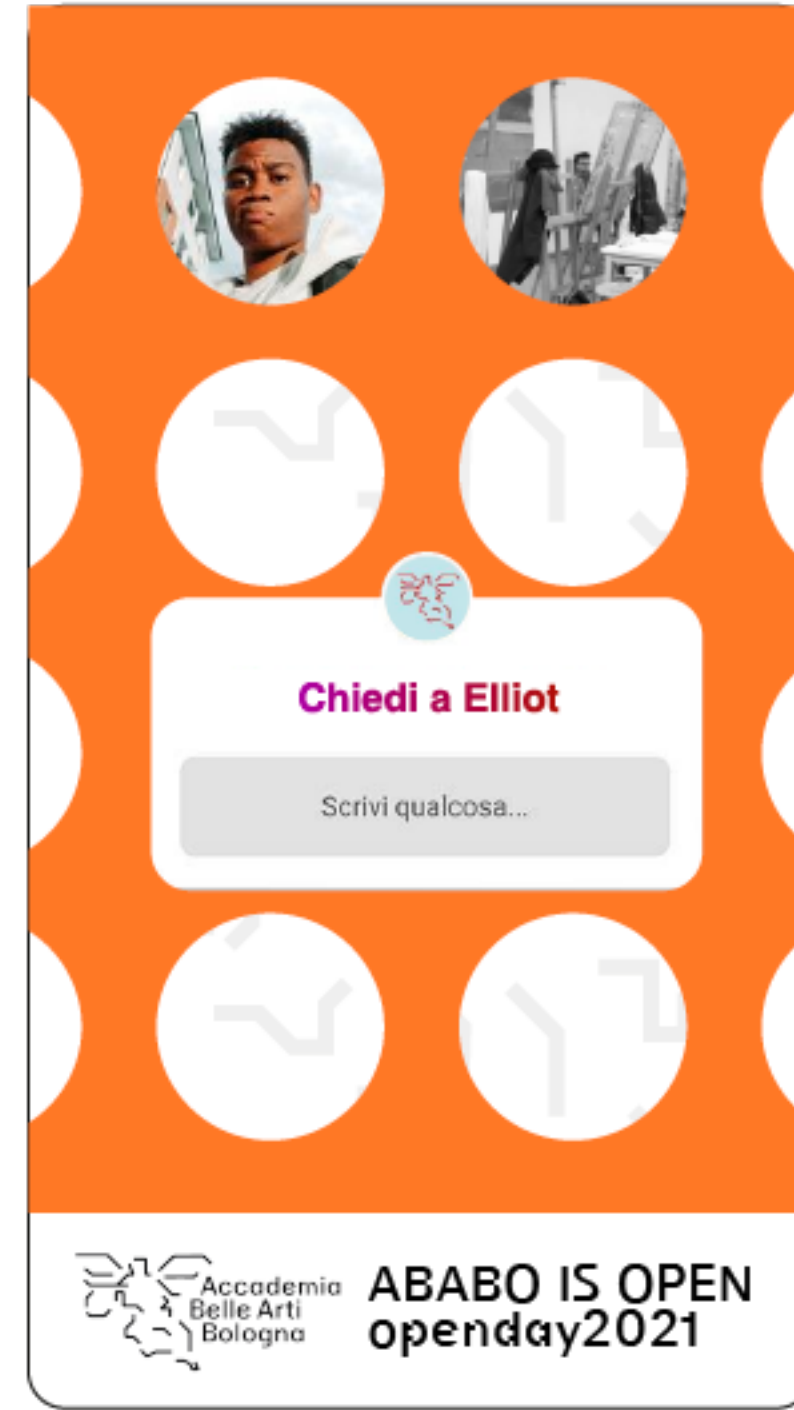 Chiedi a Elliot
Scrivi qualcosa...
Accademia
Belle Arti
Bologna
ABABO IS OPEN
openday2021